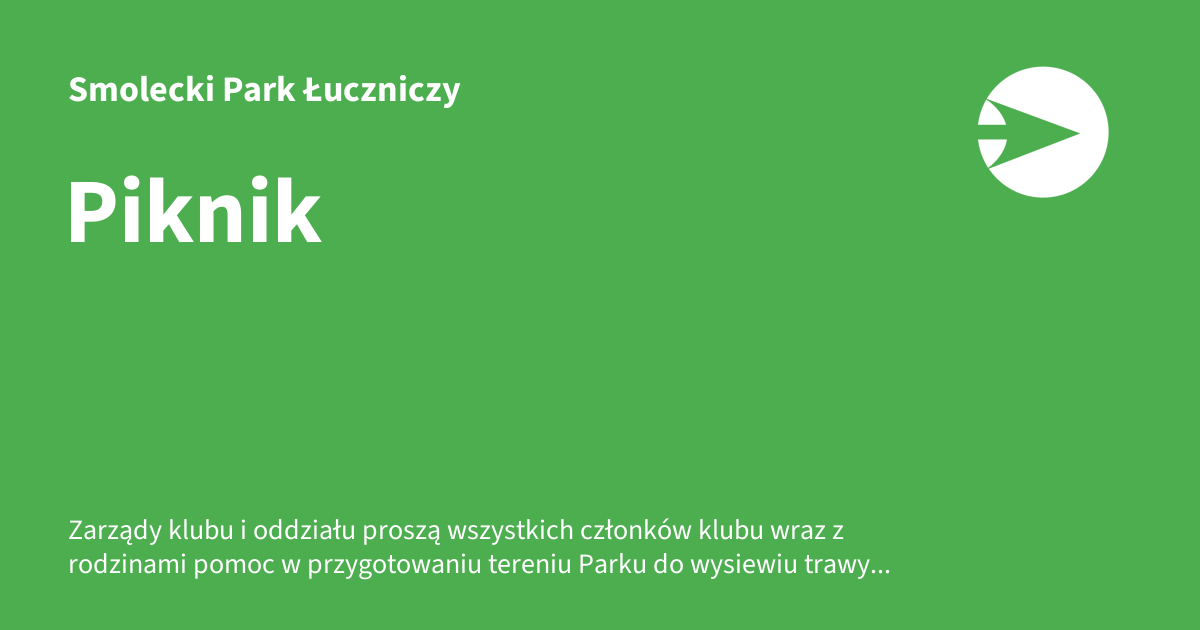 Smolecki Park Łuczniczy
Piknik
Zarządy klubu i oddziału proszą wszystkich członków klubu wraz z
rodzinami pomoc w przygotowaniu tereniu Parku do wysiewiu trawy...